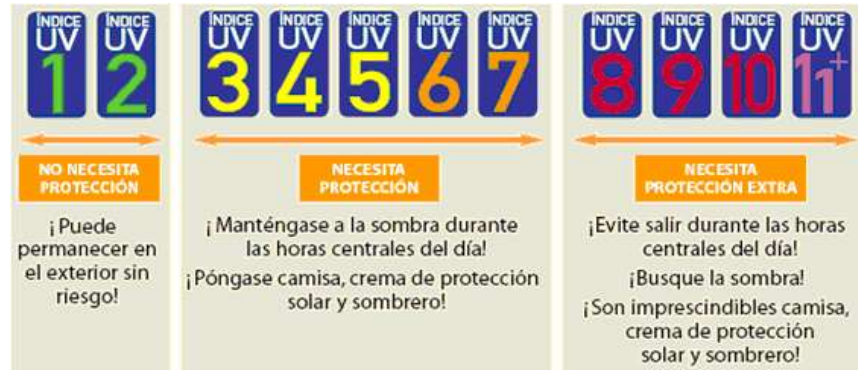 ÍNDICE UV 1
ÍNDICE UV 2
ÍNDICE UV 3
ÍNDICE UV 4
ÍNDICE UV 5
ÍNDICE UV 6
ÍNDICE UV 7
ÍNDICE UV 8
ÍNDICE UV 9
ÍNDICE UV 10
ÍNDICE UV 11+
NO NECESITA
PROTECCIÓN
¡Puede
permanecer en
el exterior sin
riesgo!
NECESITA
PROTECCIÓN
¡Manténgase a la sombra durante
las horas centrales del día!
¡Póngase camisa, crema de protección
solar y sombrero!
NECESITA
PROTECCIÓN EXTRA
¡Evite salir durante las horas
centrales del día!
¡Busque la sombra!
¡Son imprescindibles camisa,
crema de protección
solar y sombrero!